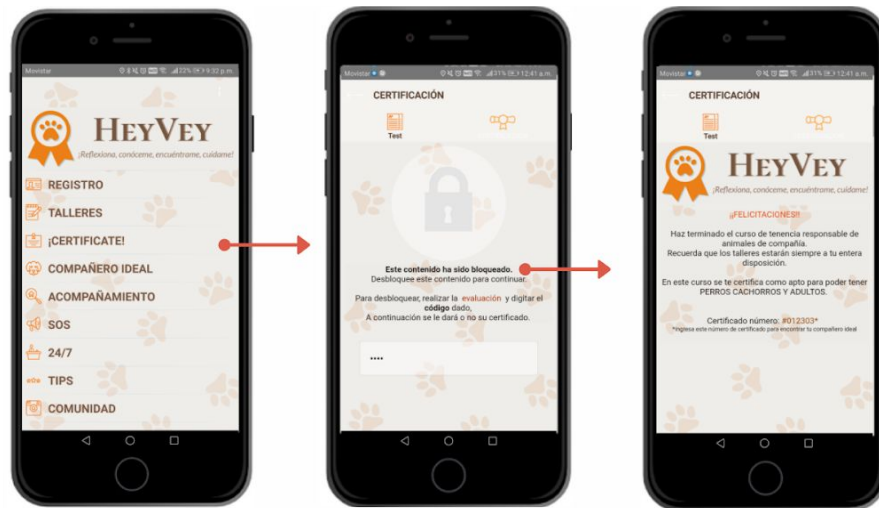 Movistar
22% 9:32 p.m.
HEYVEY
¡Reflexiona, conóceme, encuéntrame, cuídame!
REGISTRO
TALLERES
¡CERTIFICATE!
COMPAÑERO IDEAL
ACOMPAÑAMIENTO
SOS
24/7
TIPS
COMUNIDAD
Movistar
31% 12:41 a.m.
CERTIFICACIÓN
Test
Este contenido ha sido bloqueado.
Desbloquee este contenido para continuar.
Para desbloquear, realizar la evaluación y digitar el
código dado,
A continuación se le dará o no su certificado.
••••
Movistar
31% 12:41 a.m.
CERTIFICACIÓN
Test
HEYVEY
¡Reflexiona, conóceme, encuéntrame, cuídame!
¡¡FELICITACIONES!!
Haz terminado el curso de tenencia responsable de
animales de compañía.
Recuerda que los talleres estarán siempre a tu entera
disposición.
En este curso se te certifica como apto para poder tener
PERROS CACHORROS Y ADULTOS.
Certificado número: #012303*
*ingresa este número de certificado para encontrar tu compañero ideal